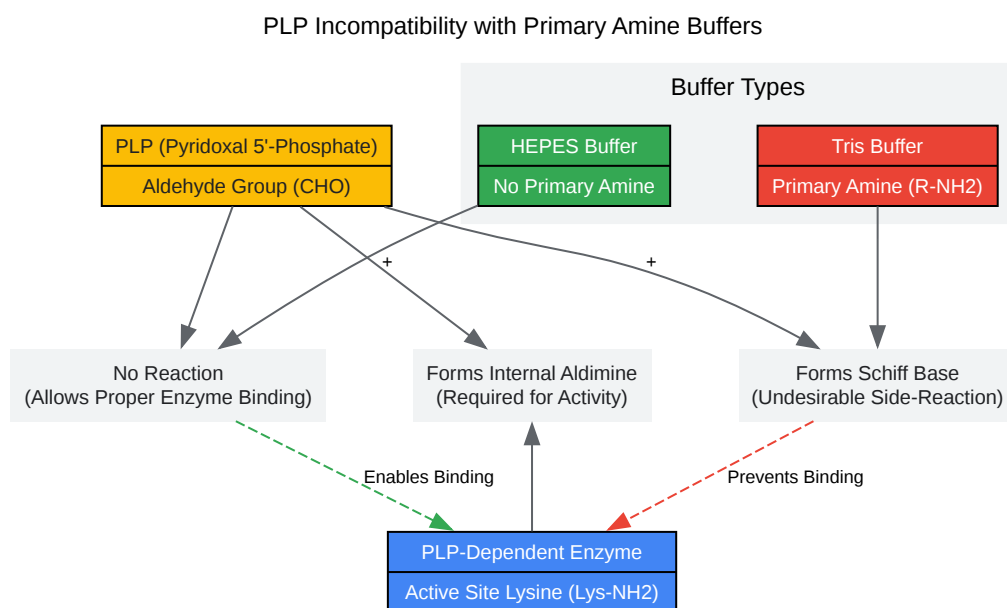 PLP Incompatibility with Primary Amine Buffers
Buffer Types
PLP (Pyridoxal 5'-Phosphate)
Aldehyde Group (CHO)
HEPES Buffer
No Primary Amine
Tris Buffer
Primary Amine (R-NH2)
+
+
No Reaction
(Allows Proper Enzyme Binding)
Forms Internal Aldimine
(Required for Activity)
Forms Schiff Base
(Undesirable Side-Reaction)
Enables Binding
Prevents Binding
PLP-Dependent Enzyme
Active Site Lysine (Lys-NH2)